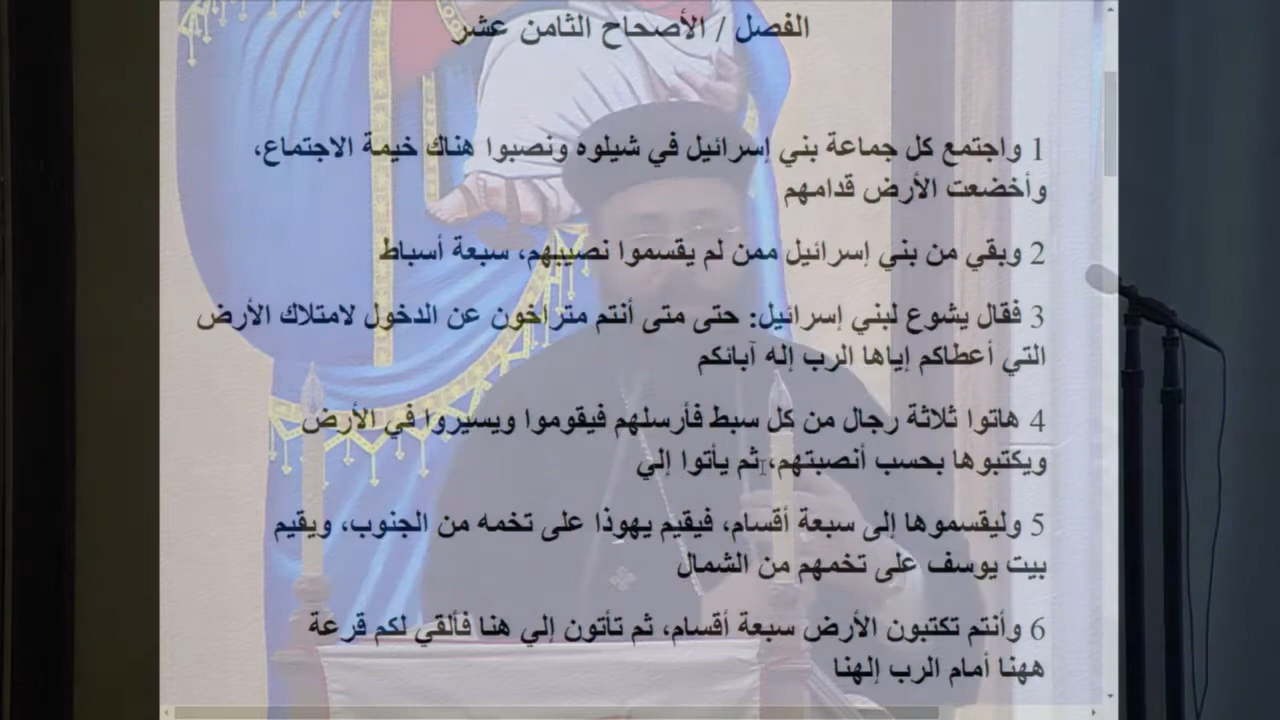 الفصل / الأصحاح الثامن عشر
1 واجتمع كل جماعة بني إسرائيل في شيلوه ونصبوا هناك خيمة الاجتماع،
وأخضعت الأرض قدامهم
2 وبقي من بني إسرائيل ممن لم يقسموا نصيبهم، سبعة أسباط
3 فقال يشوع لبني إسرائيل: حتى متى أنتم متراخون عن الدخول لامتلاك الأرض
التي أعطاكم إياها الرب إله آبائكم
4 هاتوا ثلاثة رجال من كل سبط فأرسلهم فيقوموا ويسيروا في الأرض
ويكتبوها بحسب أنصبتهم، ثم يأتوا إلي
5 وليقسموها إلى سبعة أقسام، فيقيم يهوذا على تخمه من الجنوب، ويقيم
بيت يوسف على تخمهم من الشمال
6 وأنتم تكتبون الأرض سبعة أقسام، ثم تأتون إلي هنا فألقي لكم قرعة
ههنا أمام الرب إلهنا